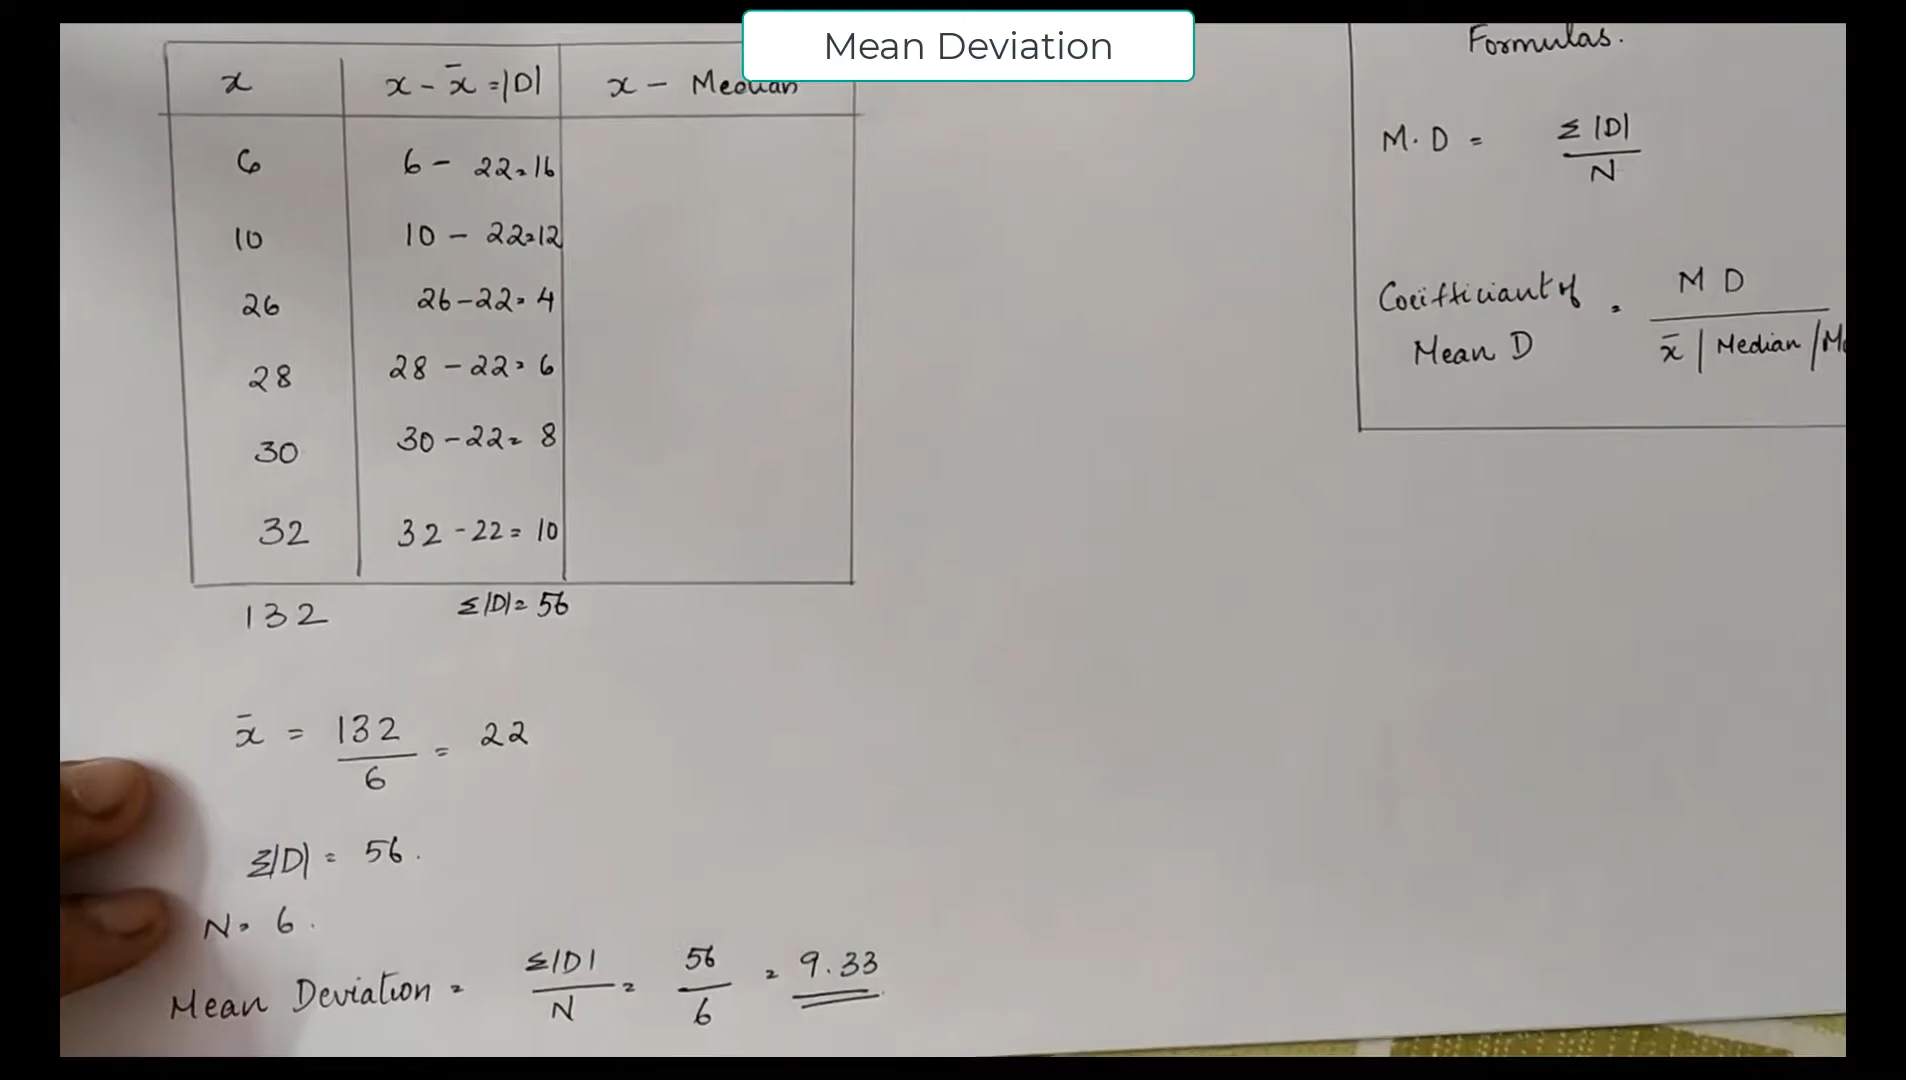 Mean Deviation
x | x - x̄ = |D| | x - Median
6 | 6 - 22 = 16
10 | 10 - 22 = 12
26 | 26 - 22 = 4
28 | 28 - 22 = 6
30 | 30 - 22 = 8
32 | 32 - 22 = 10
132 Σ|D| = 56
x̄ = 132/6 = 22
Σ|D| = 56.
N = 6.
Mean Deviation = Σ|D|/N = 56/6 = 9.33
Formulas.
M.D = Σ|D|/N
Coeifficiant of Mean D = M D / x̄ | Median /